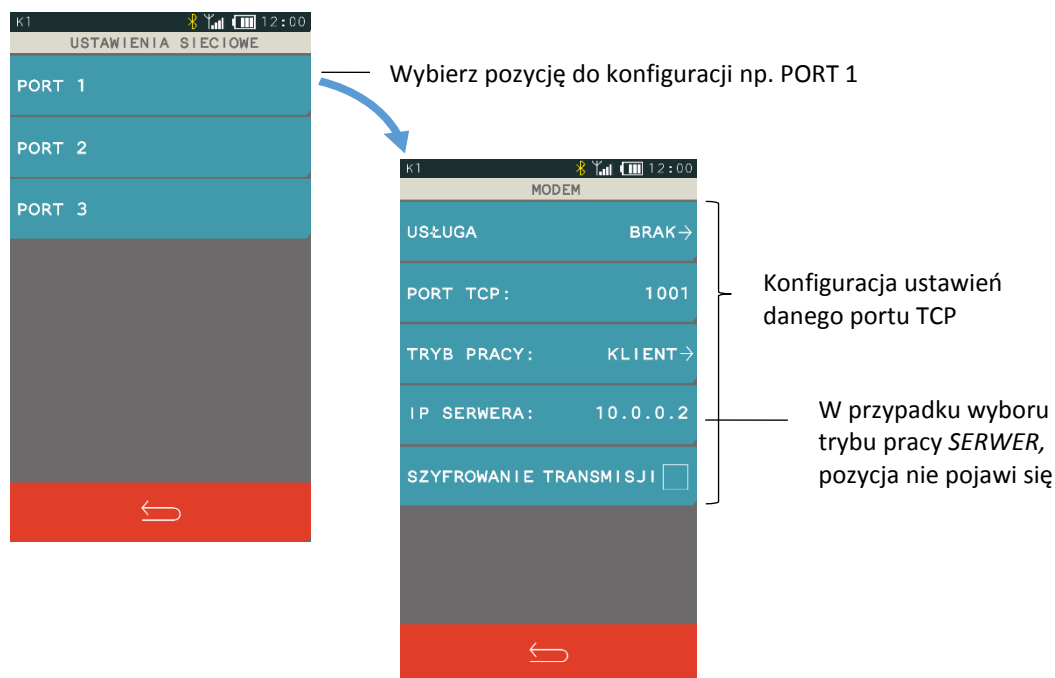 K1 12:00
USTAWIENIA SIECIOWE
PORT 1
PORT 2
PORT 3
Wybierz pozycję do konfiguracji np. PORT 1
K1 12:00
MODEM
USŁUGA BRAK→
PORT TCP: 1001
TRYB PRACY: KLIENT→
IP SERWERA: 10.0.0.2
SZYFROWANIE TRANSMISJI
Konfiguracja ustawień
danego portu TCP
W przypadku wyboru
trybu pracy SERWER,
pozycja nie pojawi się